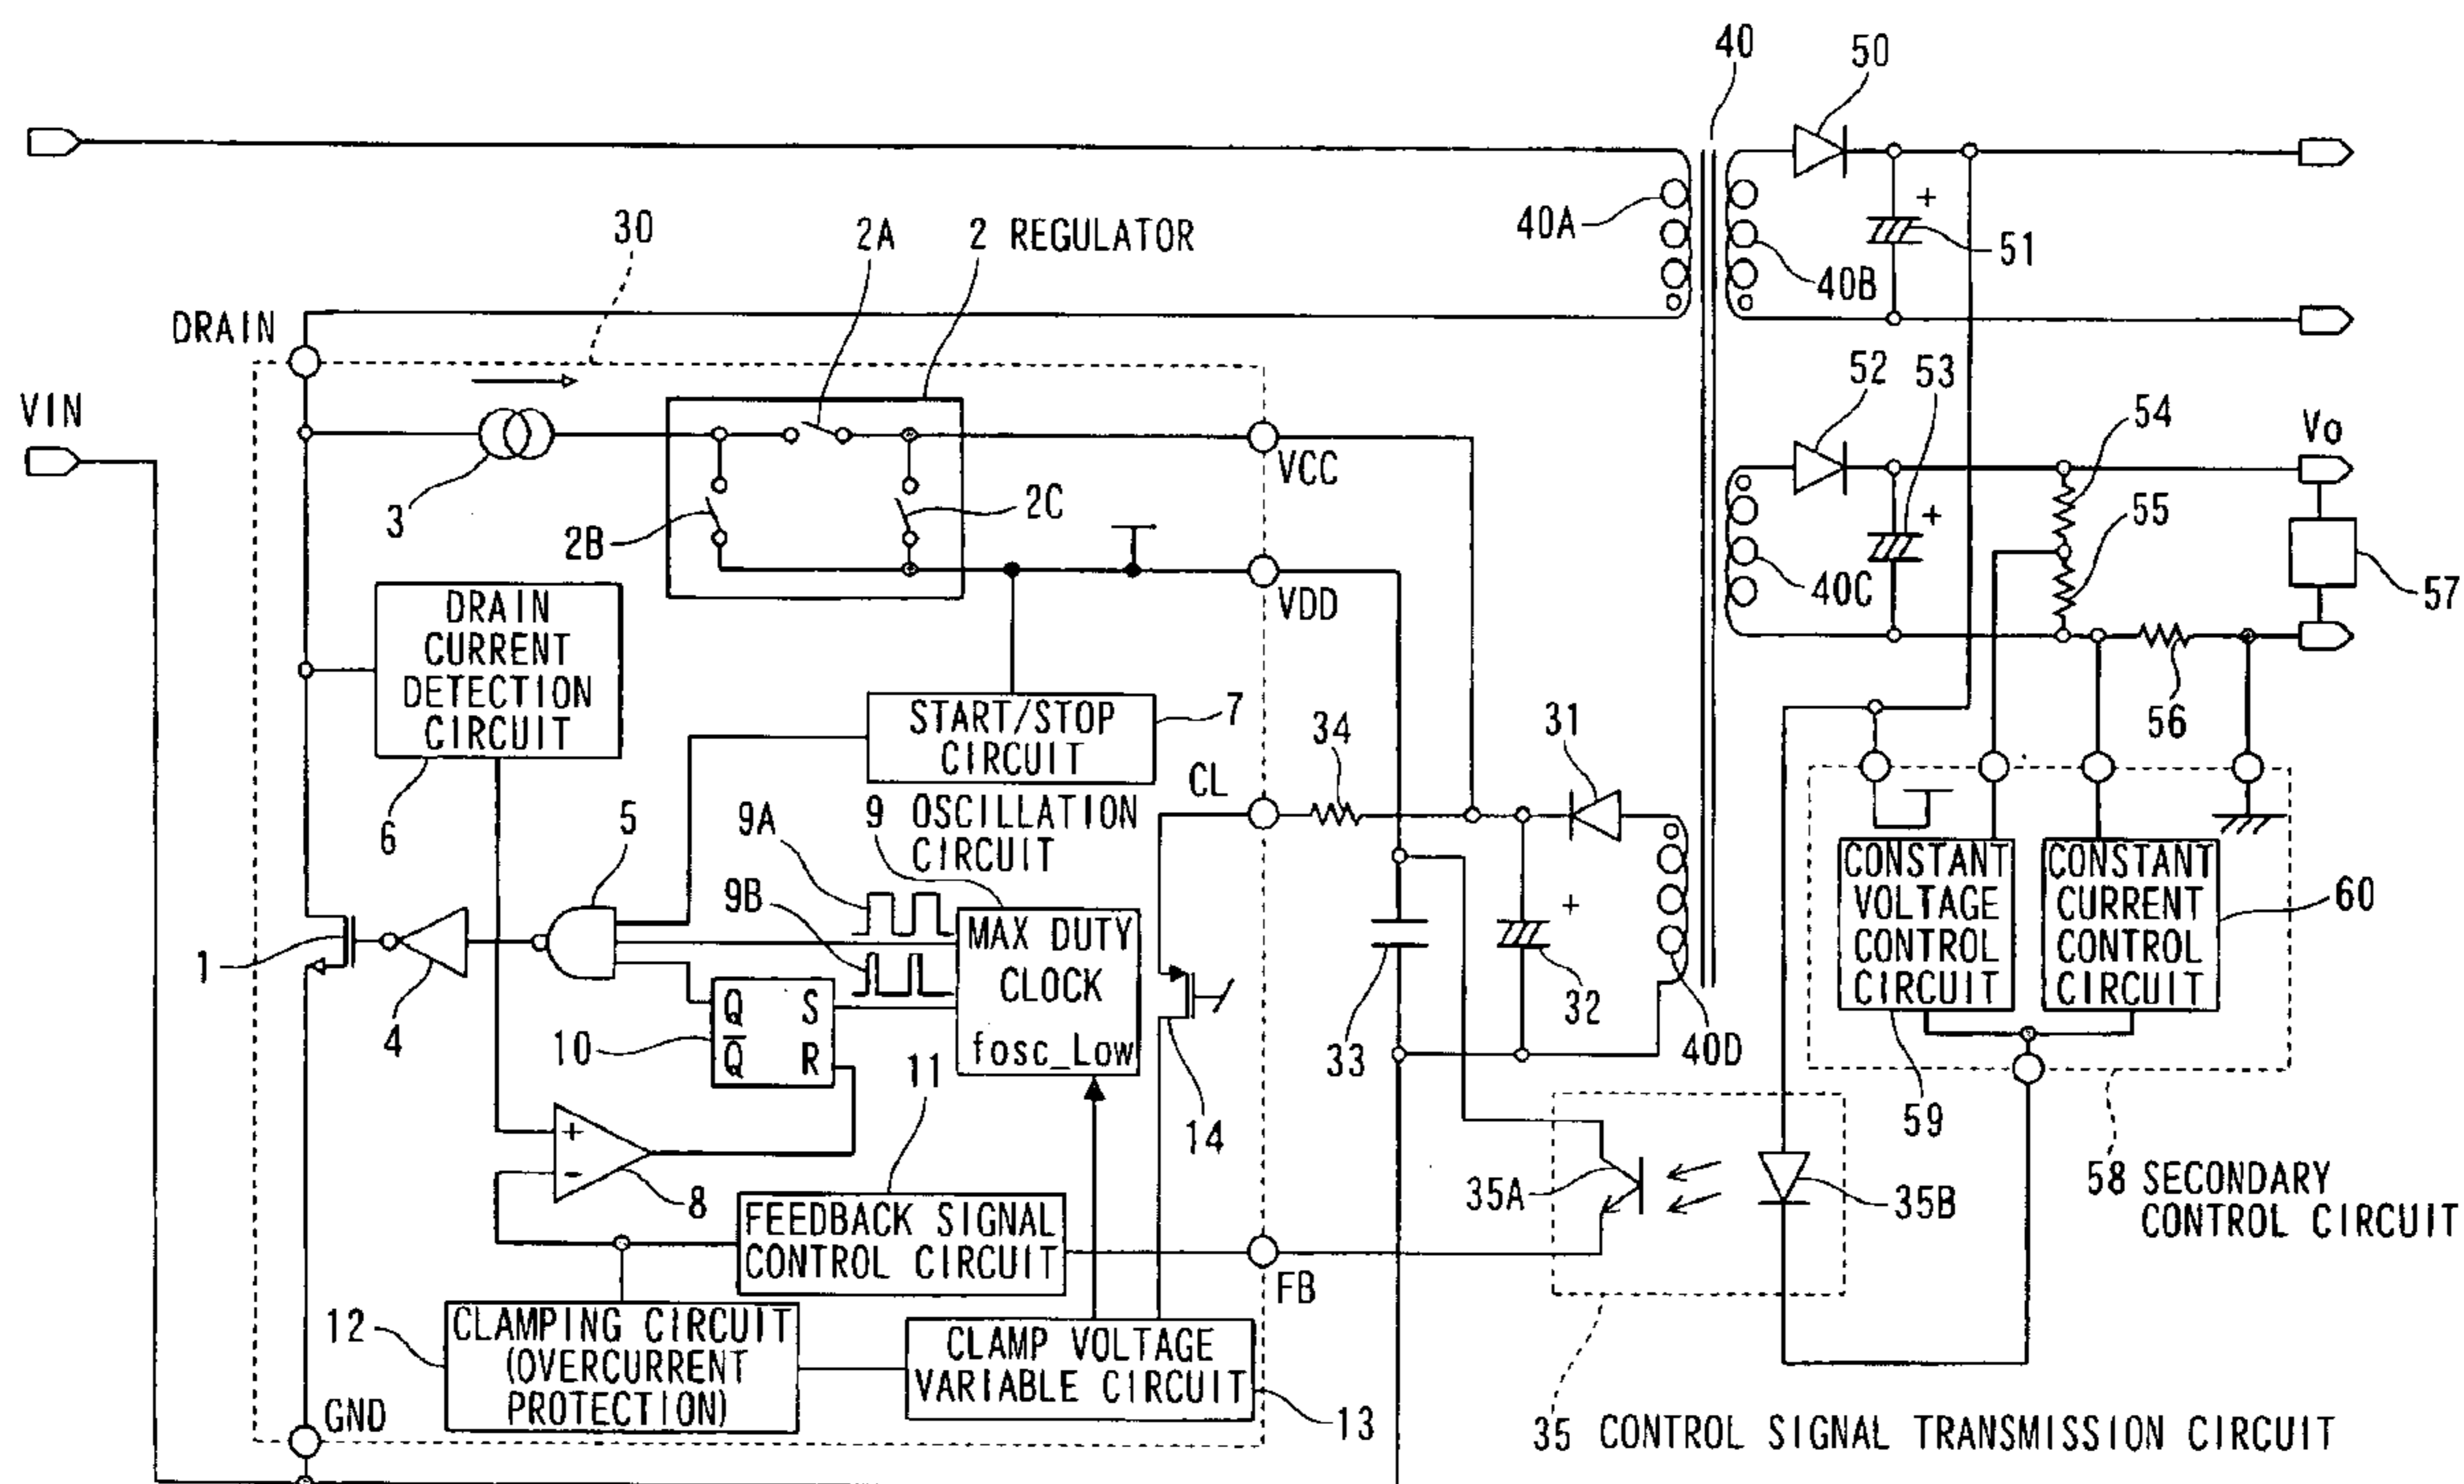 40
50
30
2A
2 REGULATOR
40A
40B
+
51
DRAIN
VIN
3
2B
2C
VCC
VDD
52
53
54
Vo
+
55
40C
57
56
DRAIN
CURRENT
DETECTION
CIRCUIT
6
START/STOP
CIRCUIT
7
CL
34
31
9A
9 OSCILLATION
CIRCUIT
9B
5
MAX DUTY
CLOCK
fosc_Low
1
4
Q S
Q R
10
11
14
33
+
32
40D
CONSTANT
VOLTAGE
CONTROL
CIRCUIT
CONSTANT
CURRENT
CONTROL
CIRCUIT
60
59
58 SECONDARY
CONTROL CIRCUIT
+
-
8
FEEDBACK SIGNAL
CONTROL CIRCUIT
FB
35A
35B
12
CLAMPING CIRCUIT
(OVERCURRENT
PROTECTION)
CLAMP VOLTAGE
VARIABLE CIRCUIT
13
GND
35 CONTROL SIGNAL TRANSMISSION CIRCUIT